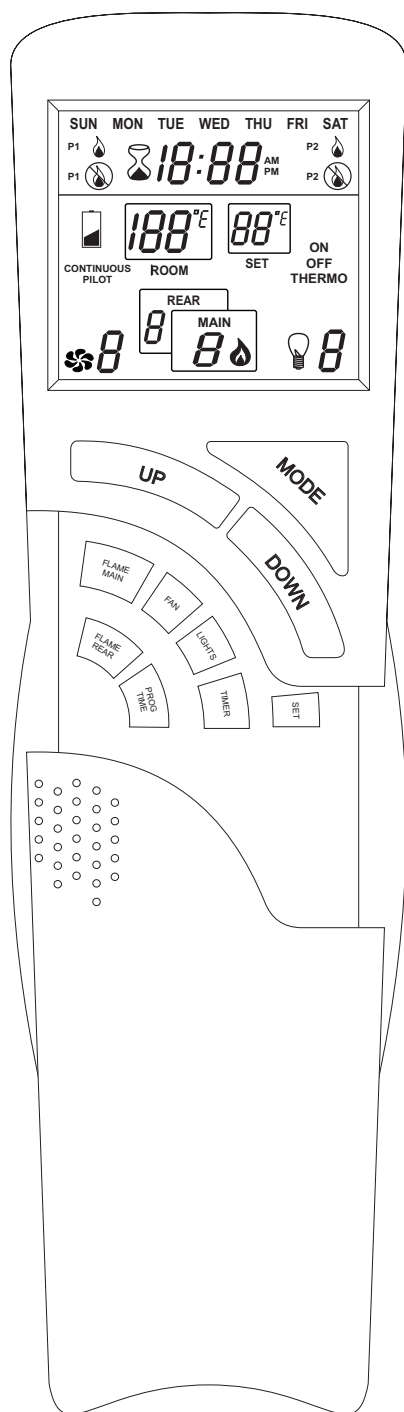 SUN MON TUE WED THU FRI SAT
P1 18:88 AM P2
P1 PM P2
188°E 88°E
CONTINUOUS PILOT ROOM SET ON OFF THERMO
REAR
8
MAIN
8 8 8
UP
MODE
DOWN
FLAME
MAIN
FAN
LIGHTS
FLAME
REAR
PROG
TIME
TIMER
SET